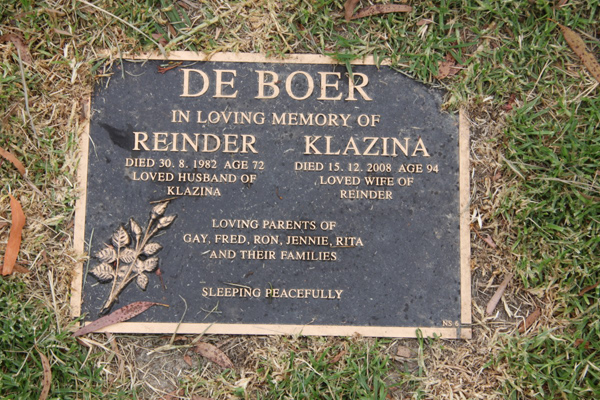 DE BOER
IN LOVING MEMORY OF
REINDER KLAZINA
DIED 30. 8. 1982 AGE 72 DIED 15. 12. 2008 AGE 94
LOVED HUSBAND OF LOVED WIFE OF
KLAZINA REINDER
LOVING PARENTS OF
GAY, FRED, RON, JENNIE, RITA
AND THEIR FAMILIES
SLEEPING PEACEFULLY
NS 6